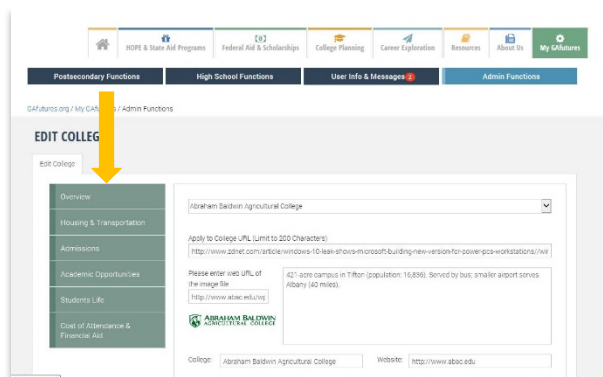 HOPE & State Aid Programs
Federal Aid & Scholarships
College Planning
Career Exploration
Resources
About Us
My GAfutures
Postsecondary Functions
High School Functions
User Info & Messages 2
Admin Functions
GAfutures.org / My GAfutures / Admin Functions
EDIT COLLEG
Edit College
Overview
Housing & Transportation
Admissions
Academic Opportunities
Students Life
Cost of Attendance &
Financial Aid
Abraham Baldwin Agricultural College
Apply to College URL (Limit to 200 Characters)
http://www.zdnet.com/article/windows-10-leak-shows-microsoft-building-new-version-for-power-pcs-workstations//wir
Please enter web URL of
the image file
http://www.abac.edu/wp
421-acre campus in Tifton (population: 16,836). Served by bus; smaller airport serves
Albany (40 miles).
ABRAHAM BALDWIN
AGRICULTURAL COLLEGE
College:
Abraham Baldwin Agricultural College
Website:
http://www.abac.edu